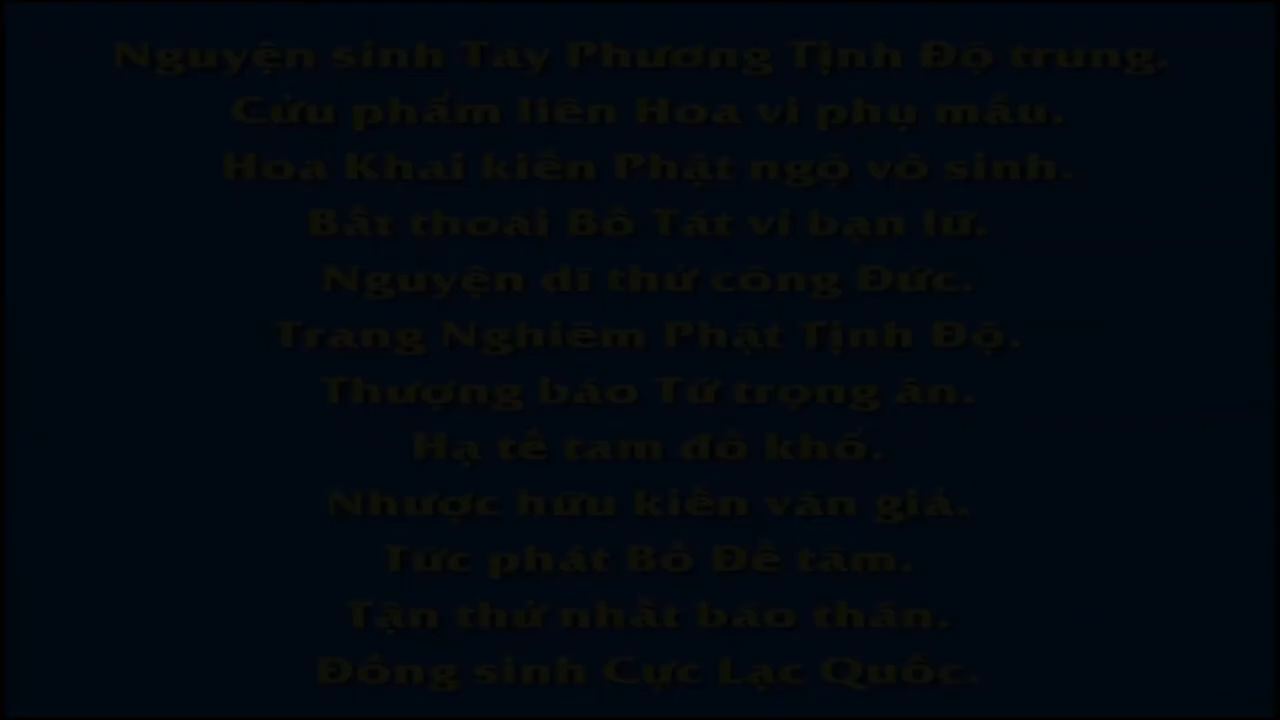 Nguyện sinh Tây Phương Tịnh Độ trung.
Cửu phẩm liên Hoa vi phụ mẫu.
Hoa Khai kiến Phật ngộ vô sinh.
Bất thoái Bồ Tát vi bạn lữ.
Nguyện dĩ thử công Đức.
Trang Nghiêm Phật Tịnh Độ.
Thượng báo Tứ trọng ân.
Hạ tế tam đồ khổ.
Nhược hữu kiến văn giả.
Tức phát Bồ Đề tâm.
Tận thử nhất báo thân.
Đồng sinh Cực Lạc Quốc.